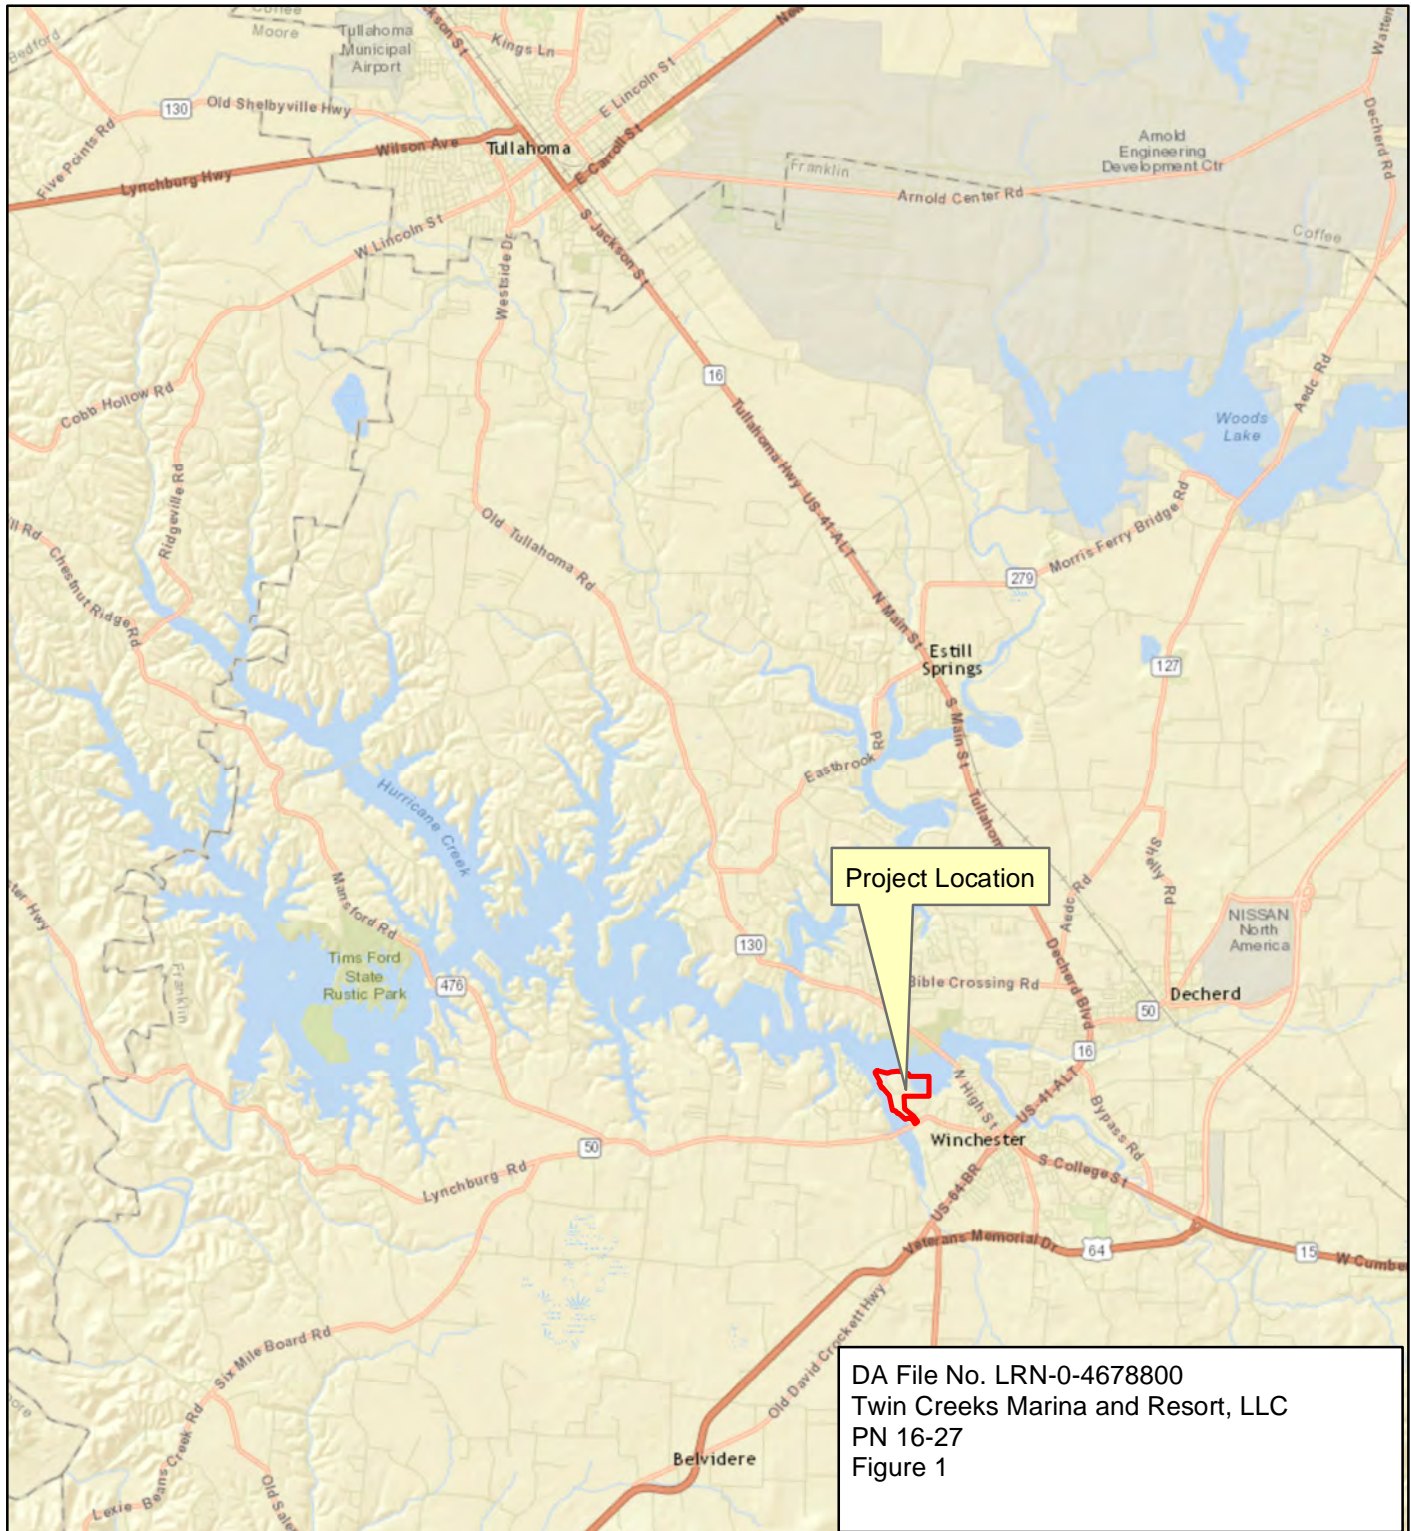 Coffee
Moore
Bedford
Tullahoma
Municipal
Airport
Kings Ln
E Lincoln St
130
Old Shelbyville Hwy
Five Points Rd
Wilson Ave
Tullahoma
E Carroll St
Lynchburg Hwy
Franklin
Arnold
Engineering
Development Ctr
Decherd Rd
Arnold Center Rd
Coffee
W Lincoln St
Westside Dr
S Jackson St
16
Cobb Hollow Rd
Aedc Rd
Woods
Lake
Tullahoma Hwy
US-41-ALT
Ridgeville Rd
Old Tullahoma Rd
Morris Ferry Bridge Rd
279
Chestnut Ridge Rd
N Main St
Estill
Springs
127
S Main St
Eastbrook Rd
Hurricane Creek
Shelly Rd
Project Location
Mansford Rd
Aedc Rd
NISSAN
North
America
Tims Ford
State
Rustic Park
476
130
Bible Crossing Rd
Decherd Blvd
Decherd
50
Franklin
16
N High St
US-41-ALT
Bypass Rd
Winchester
50
Lynchburg Rd
S College St
US-64-BR
Veterans Memorial Dr
64
15
Six Mile Board Rd
Old David Crockett Hwy
Belvidere
Lexie Beans Creek Rd
DA File No. LRN-0-4678800
Twin Creeks Marina and Resort, LLC
PN 16-27
Figure 1